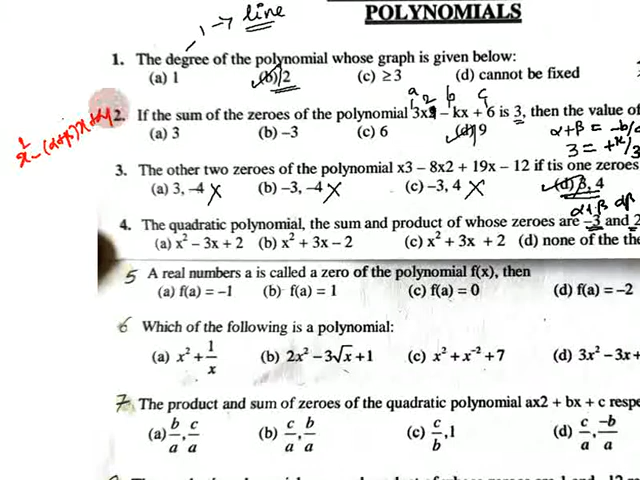 1 → line
POLYNOMIALS
1. The degree of the polynomial whose graph is given below:
(a) 1 (b) 2 (c) ≥3 (d) cannot be fixed
a b c
2. If the sum of the zeroes of the polynomial 3x2 – kx + 6 is 3, then the value of
(a) 3 (b) –3 (c) 6 (d) 9
α+β = -b/a
3 = +k/3
3. The other two zeroes of the polynomial x3 – 8x2 + 19x – 12 if tis one zeroes
(a) 3, –4 x (b) –3, –4 x (c) –3, 4 x (d) 3, 4
α+β αβ
4. The quadratic polynomial, the sum and product of whose zeroes are –3 and 2
(a) x² – 3x + 2 (b) x² + 3x – 2 (c) x² + 3x + 2 (d) none of the the
5 A real numbers a is called a zero of the polynomial f(x), then
(a) f(a) = –1 (b) f(a) = 1 (c) f(a) = 0 (d) f(a) = –2
6 Which of the following is a polynomial:
(a) x² + 1/x (b) 2x² – 3√x + 1 (c) x² + x⁻² + 7 (d) 3x² – 3x +
7 The product and sum of zeroes of the quadratic polynomial ax2 + bx + c respe
(a) b/a, c/a (b) c/a, b/a (c) c/b, 1 (d) c/a, –b/a